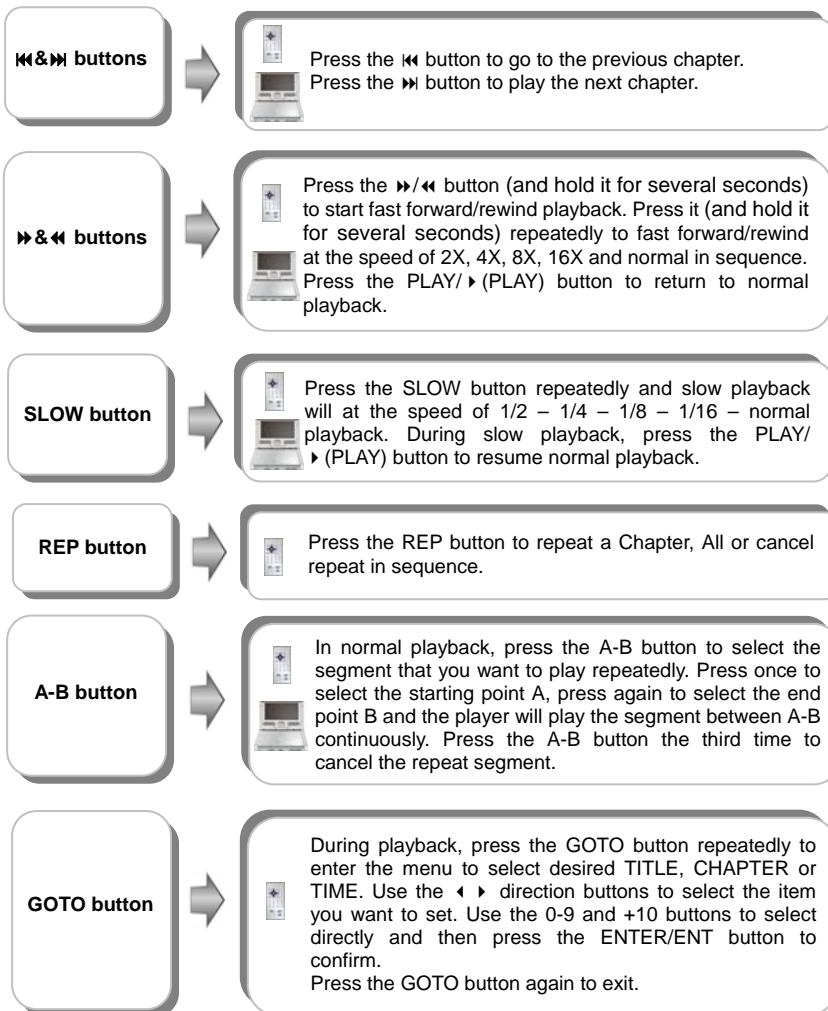 ⏮&⏭ buttons
Press the ⏮ button to go to the previous chapter.
Press the ⏭ button to play the next chapter.
⏩&⏪ buttons
Press the ⏩/⏪ button (and hold it for several seconds)
to start fast forward/rewind playback. Press it (and hold it
for several seconds) repeatedly to fast forward/rewind
at the speed of 2X, 4X, 8X, 16X and normal in sequence.
Press the PLAY/▶(PLAY) button to return to normal
playback.
SLOW button
Press the SLOW button repeatedly and slow playback
will at the speed of 1/2 – 1/4 – 1/8 – 1/16 – normal
playback. During slow playback, press the PLAY/
▶(PLAY) button to resume normal playback.
REP button
Press the REP button to repeat a Chapter, All or cancel
repeat in sequence.
A-B button
In normal playback, press the A-B button to select the
segment that you want to play repeatedly. Press once to
select the starting point A, press again to select the end
point B and the player will play the segment between A-B
continuously. Press the A-B button the third time to
cancel the repeat segment.
GOTO button
During playback, press the GOTO button repeatedly to
enter the menu to select desired TITLE, CHAPTER or
TIME. Use the ◀ ▶ direction buttons to select the item
you want to set. Use the 0-9 and +10 buttons to select
directly and then press the ENTER/ENT button to
confirm.
Press the GOTO button again to exit.